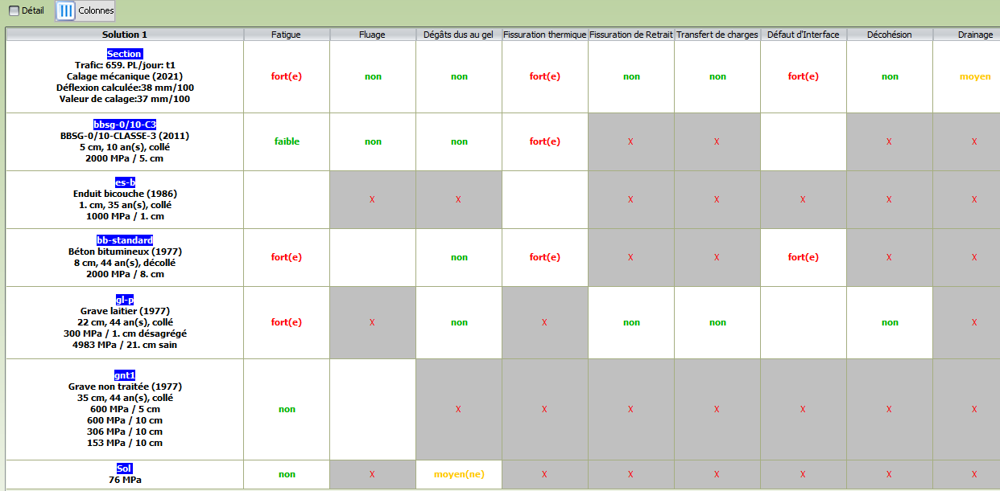 Détail Colonnes
Solution 1 Fatigue Fluage Dégâts dus au gel Fissuration thermique Fissuration de Retrait Transfert de charges Défaut d'Interface Décohésion Drainage
Section
Trafic: 659. PL/jour: t1
Calage mécanique (2021)
Déflexion calculée:38 mm/100
Valeur de calage:37 mm/100
fort(e) non non fort(e) non non fort(e) non moyen
bbsg-0/10-C3
BBSG-0/10-CLASSE-3 (2011)
5 cm, 10 an(s), collé
2000 MPa / 5. cm
faible non non fort(e) X X X X
es-b
Enduit bicouche (1986)
1. cm, 35 an(s), collé
1000 MPa / 1. cm
X X X X X X X
bb-standard
Béton bitumineux (1977)
8 cm, 44 an(s), décollé
2000 MPa / 8. cm
fort(e) non fort(e) X X fort(e) X X
gl-p
Grave laitier (1977)
22 cm, 44 an(s), collé
300 MPa / 1. cm désagrégé
4983 MPa / 21. cm sain
fort(e) X non X non non non X
gnt1
Grave non traitée (1977)
35 cm, 44 an(s), collé
600 MPa / 5 cm
600 MPa / 10 cm
306 MPa / 10 cm
153 MPa / 10 cm
non X X X X X X X
Sol
76 MPa
non X moyen(ne) X X X X X X